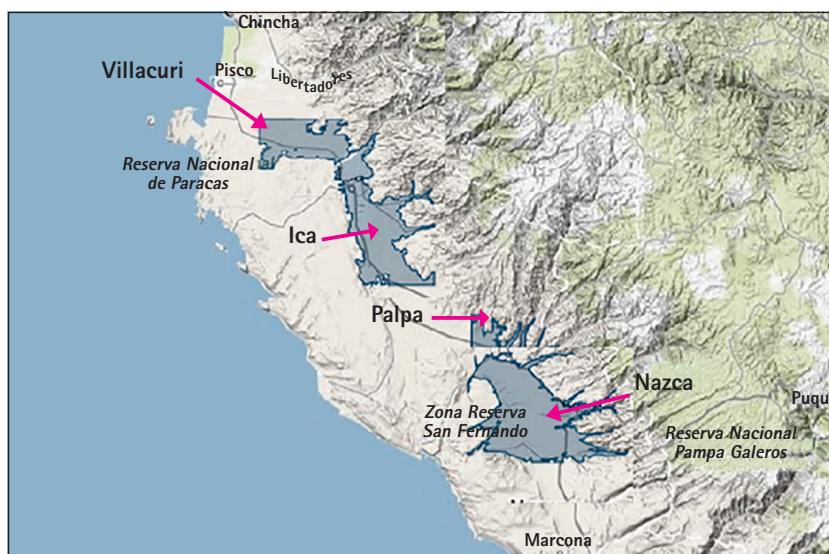 Chincha
Villacuri
Pisco
Libertadores
Reserva Nacional
de Paracas
Ica
Palpa
Nazca
Zona Reserva
San Fernando
Puqu
Reserva Nacional
Pampa Galeros
Marcona